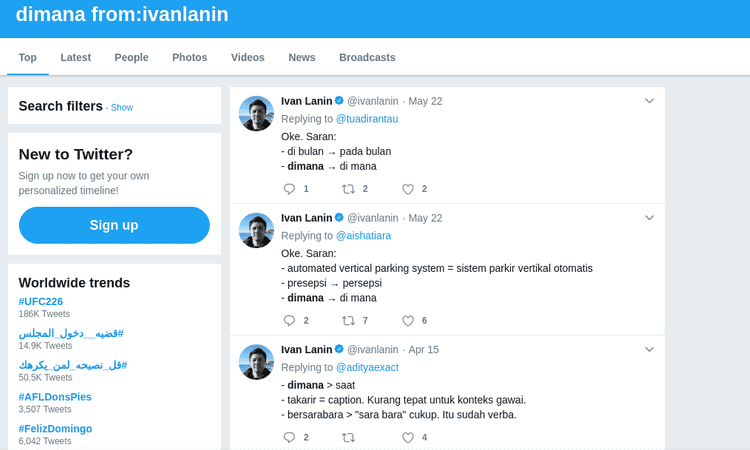 dimana from:ivanlanin
Top Latest People Photos Videos News Broadcasts
Search filters · Show
New to Twitter?
Sign up now to get your own
personalized timeline!
Sign up
Worldwide trends
#UFC226
186K Tweets
#قضيه__دخول_المجلس
14.9K Tweets
#قل_نصيحه_لمن_يكرهك
50.5K Tweets
#AFLDonsPies
3,507 Tweets
#FelizDomingo
6,042 Tweets
Ivan Lanin @ivanlanin · May 22
Replying to @tuadirantau
Oke. Saran:
- di bulan → pada bulan
- dimana → di mana
1 2 2
Ivan Lanin @ivanlanin · May 22
Replying to @aishatiara
Oke. Saran:
- automated vertical parking system = sistem parkir vertikal otomatis
- presepsi → persepsi
- dimana → di mana
2 7 6
Ivan Lanin @ivanlanin · Apr 15
Replying to @adityaexact
- dimana > saat
- takarir = caption. Kurang tepat untuk konteks gawai.
- bersarabara > "sara bara" cukup. Itu sudah verba.
2 4